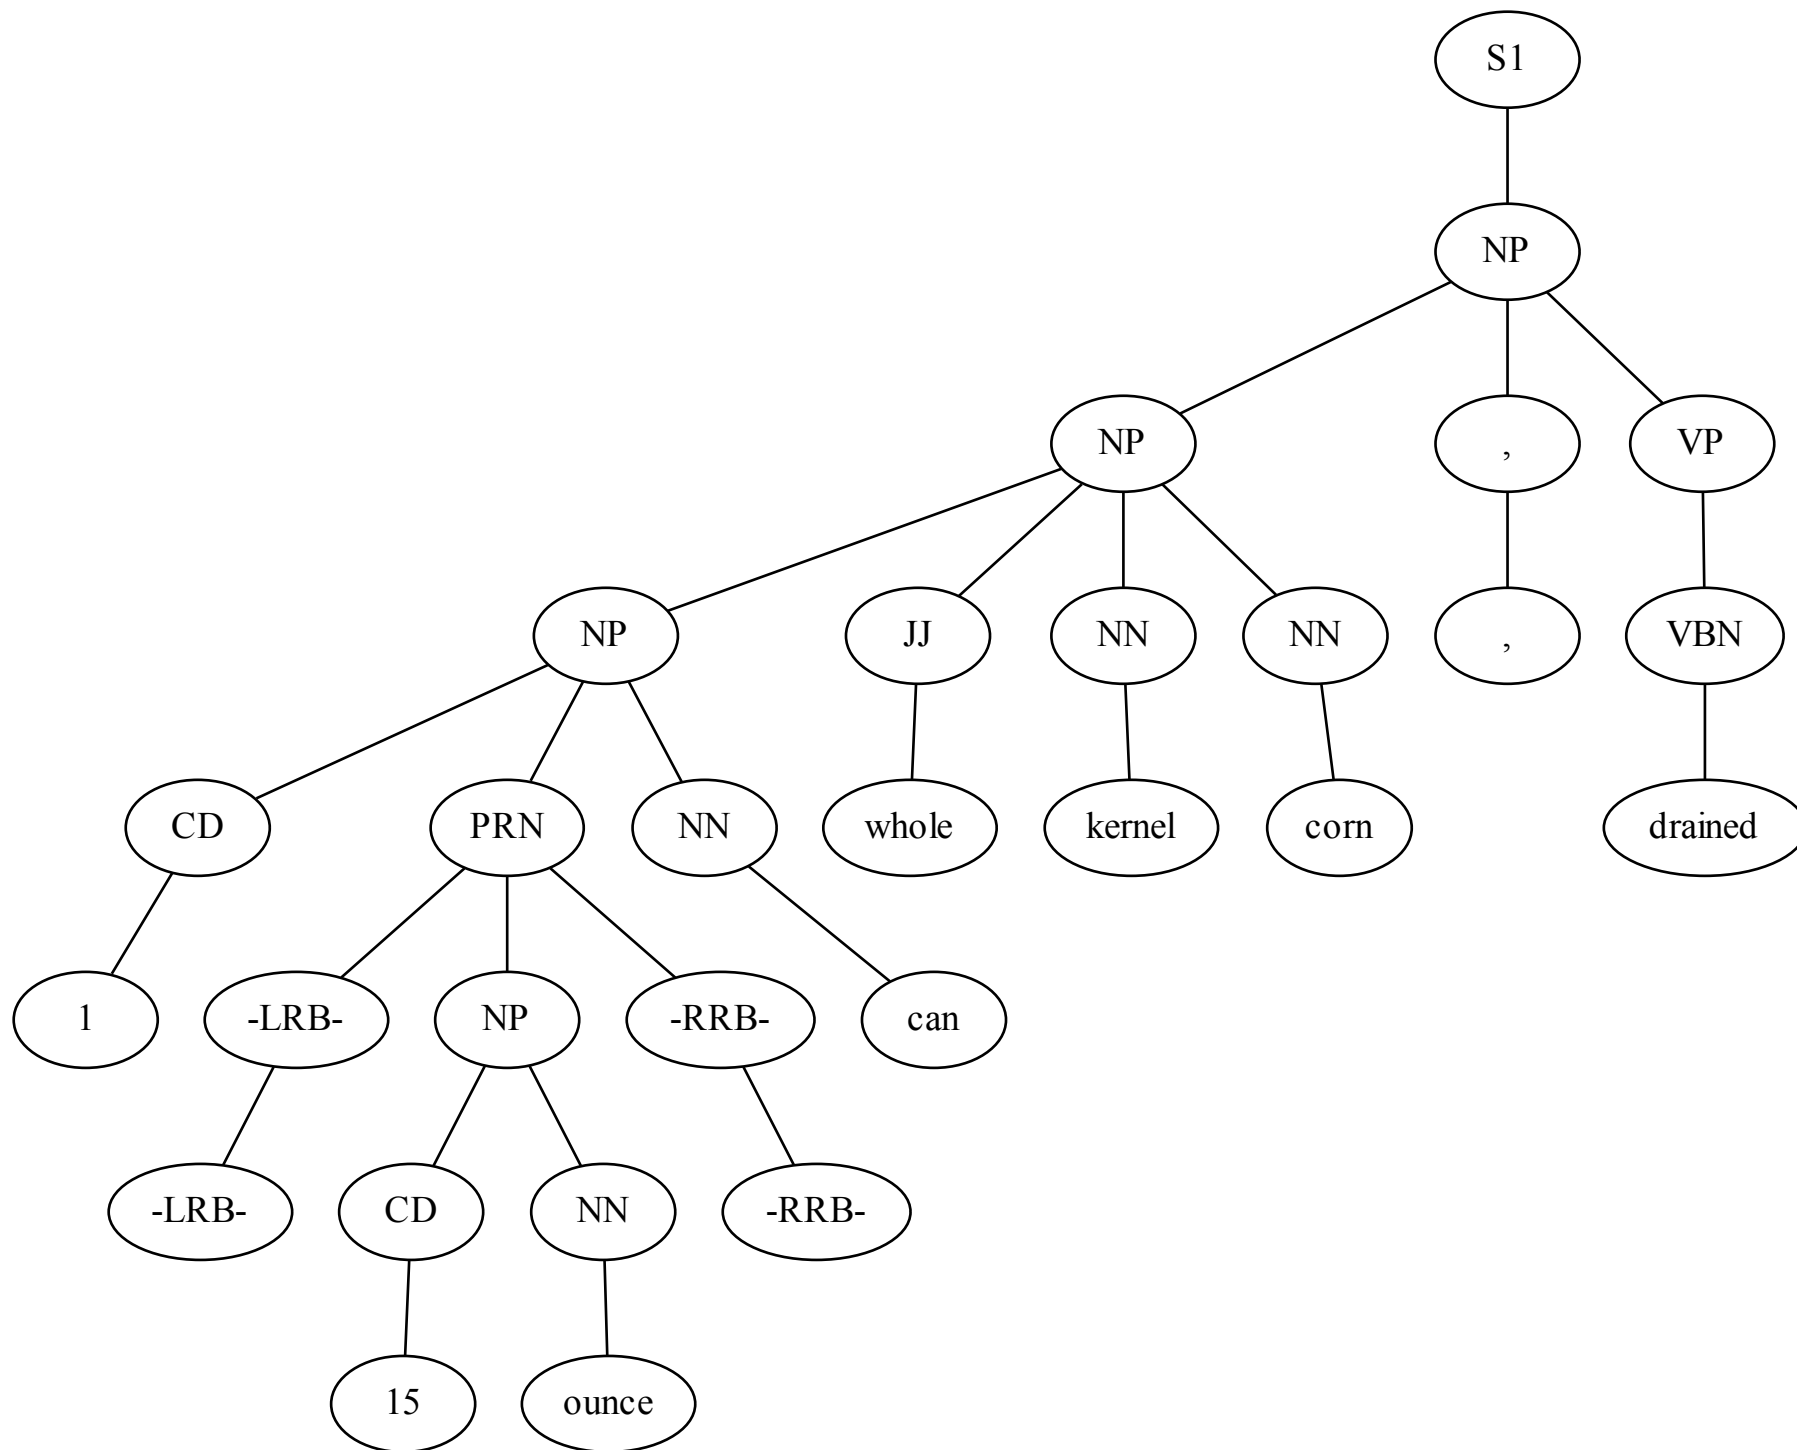 S1
NP
NP , VP
NP JJ NN NN , VBN
CD PRN NN whole kernel corn drained
1 -LRB- NP -RRB- can
-LRB- CD NN -RRB-
15 ounce